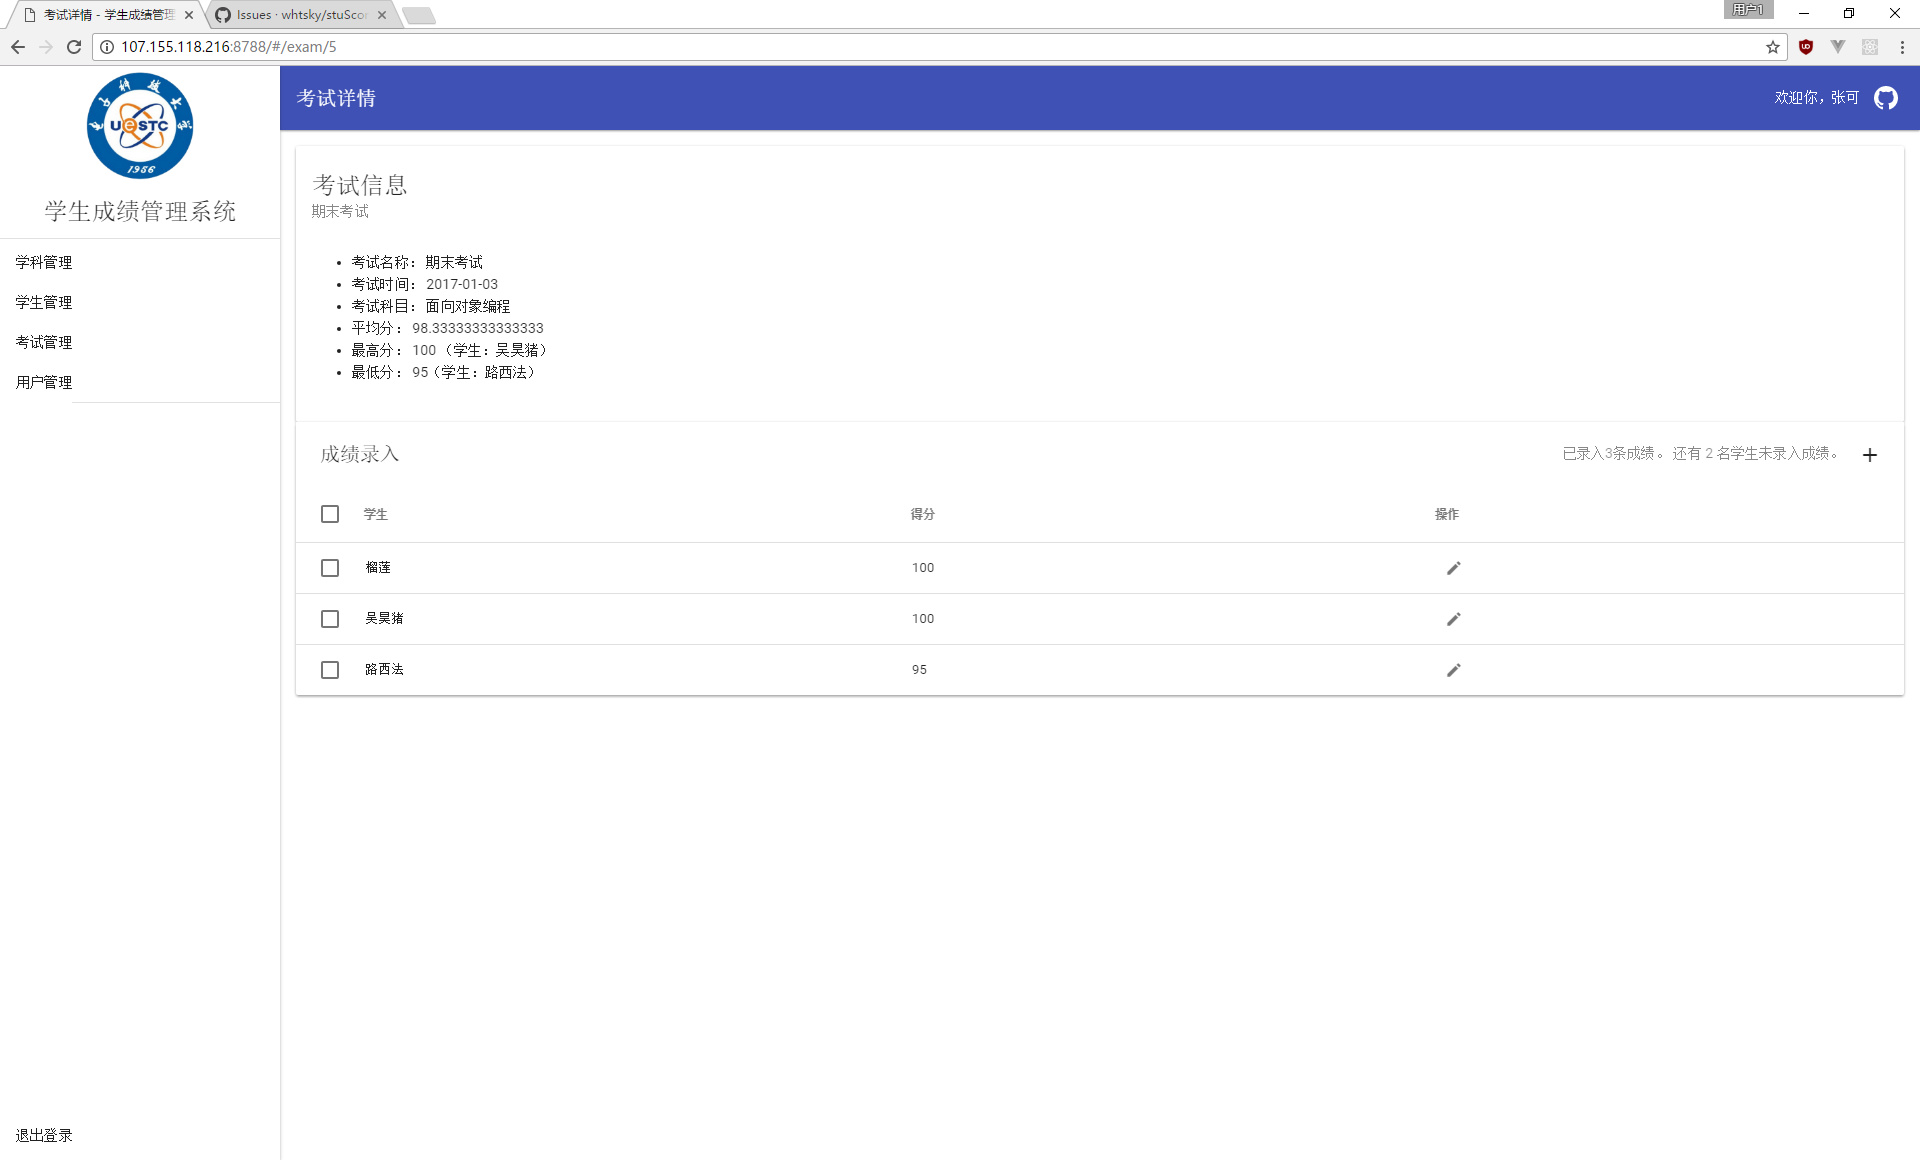 考试详情 - 学生成绩管理
Issues · whtsky/stuScor
用户1
107.155.118.216:8788/#/exam/5
UESTC
1956
学生成绩管理系统
学科管理
学生管理
考试管理
用户管理
退出登录
考试详情
欢迎你，张可
考试信息
期末考试
考试名称： 期末考试
考试时间： 2017-01-03
考试科目： 面向对象编程
平均分： 98.33333333333333
最高分： 100 （学生：吴昊猪）
最低分： 95（学生：路西法）
成绩录入
已录入3条成绩。 还有 2 名学生未录入成绩。
学生 得分 操作
榴莲 100
吴昊猪 100
路西法 95